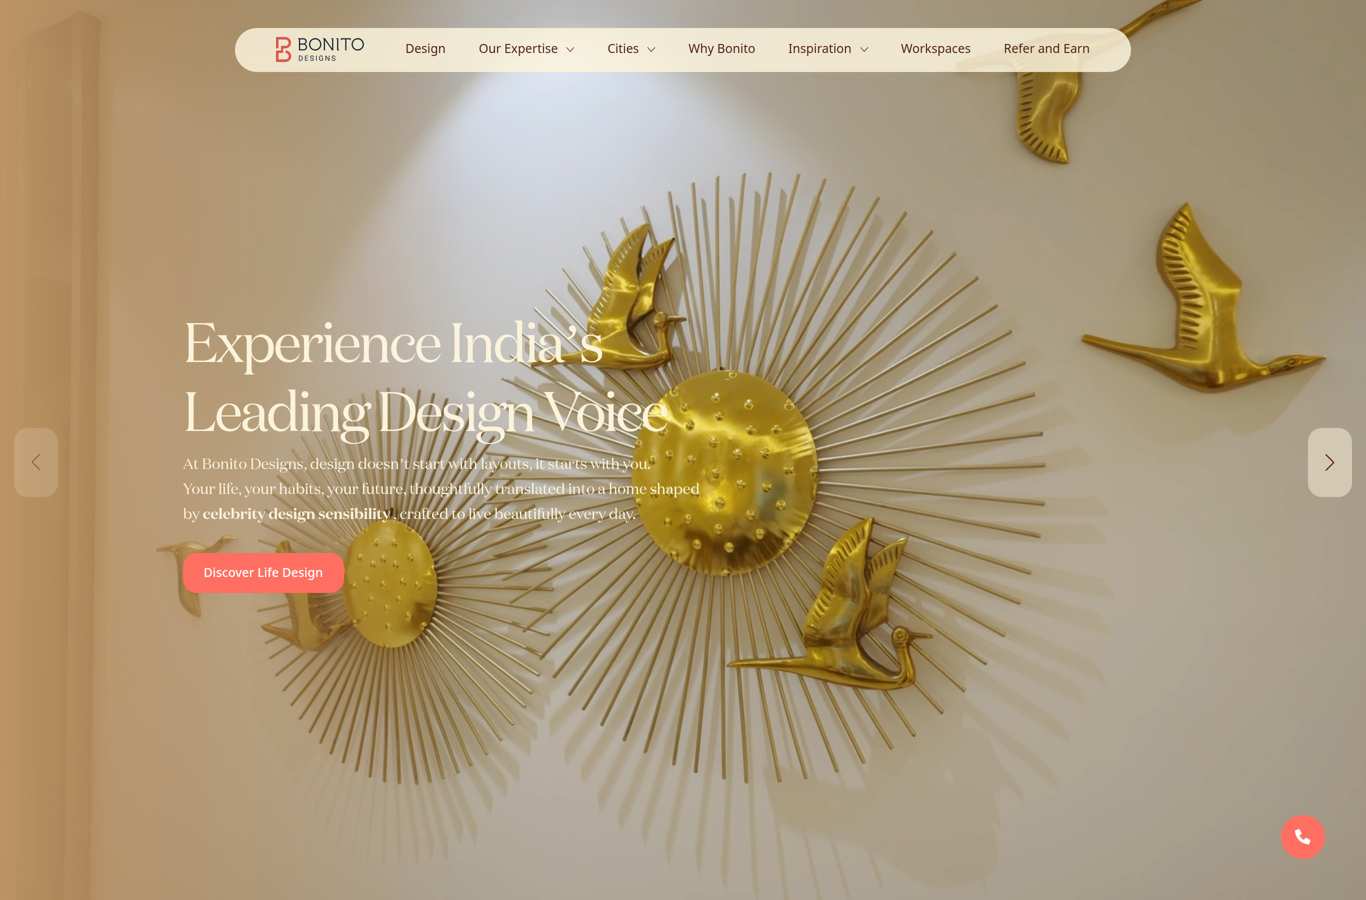 BONITO
DESIGNS
Design
Our Expertise
Cities
Why Bonito
Inspiration
Workspaces
Refer and Earn
Experience India's
Leading Design Voice
At Bonito Designs, design doesn't start with layouts, it starts with you.
Your life, your habits, your future, thoughtfully translated into a home shaped
by celebrity design sensibility, crafted to live beautifully every day.
Discover Life Design